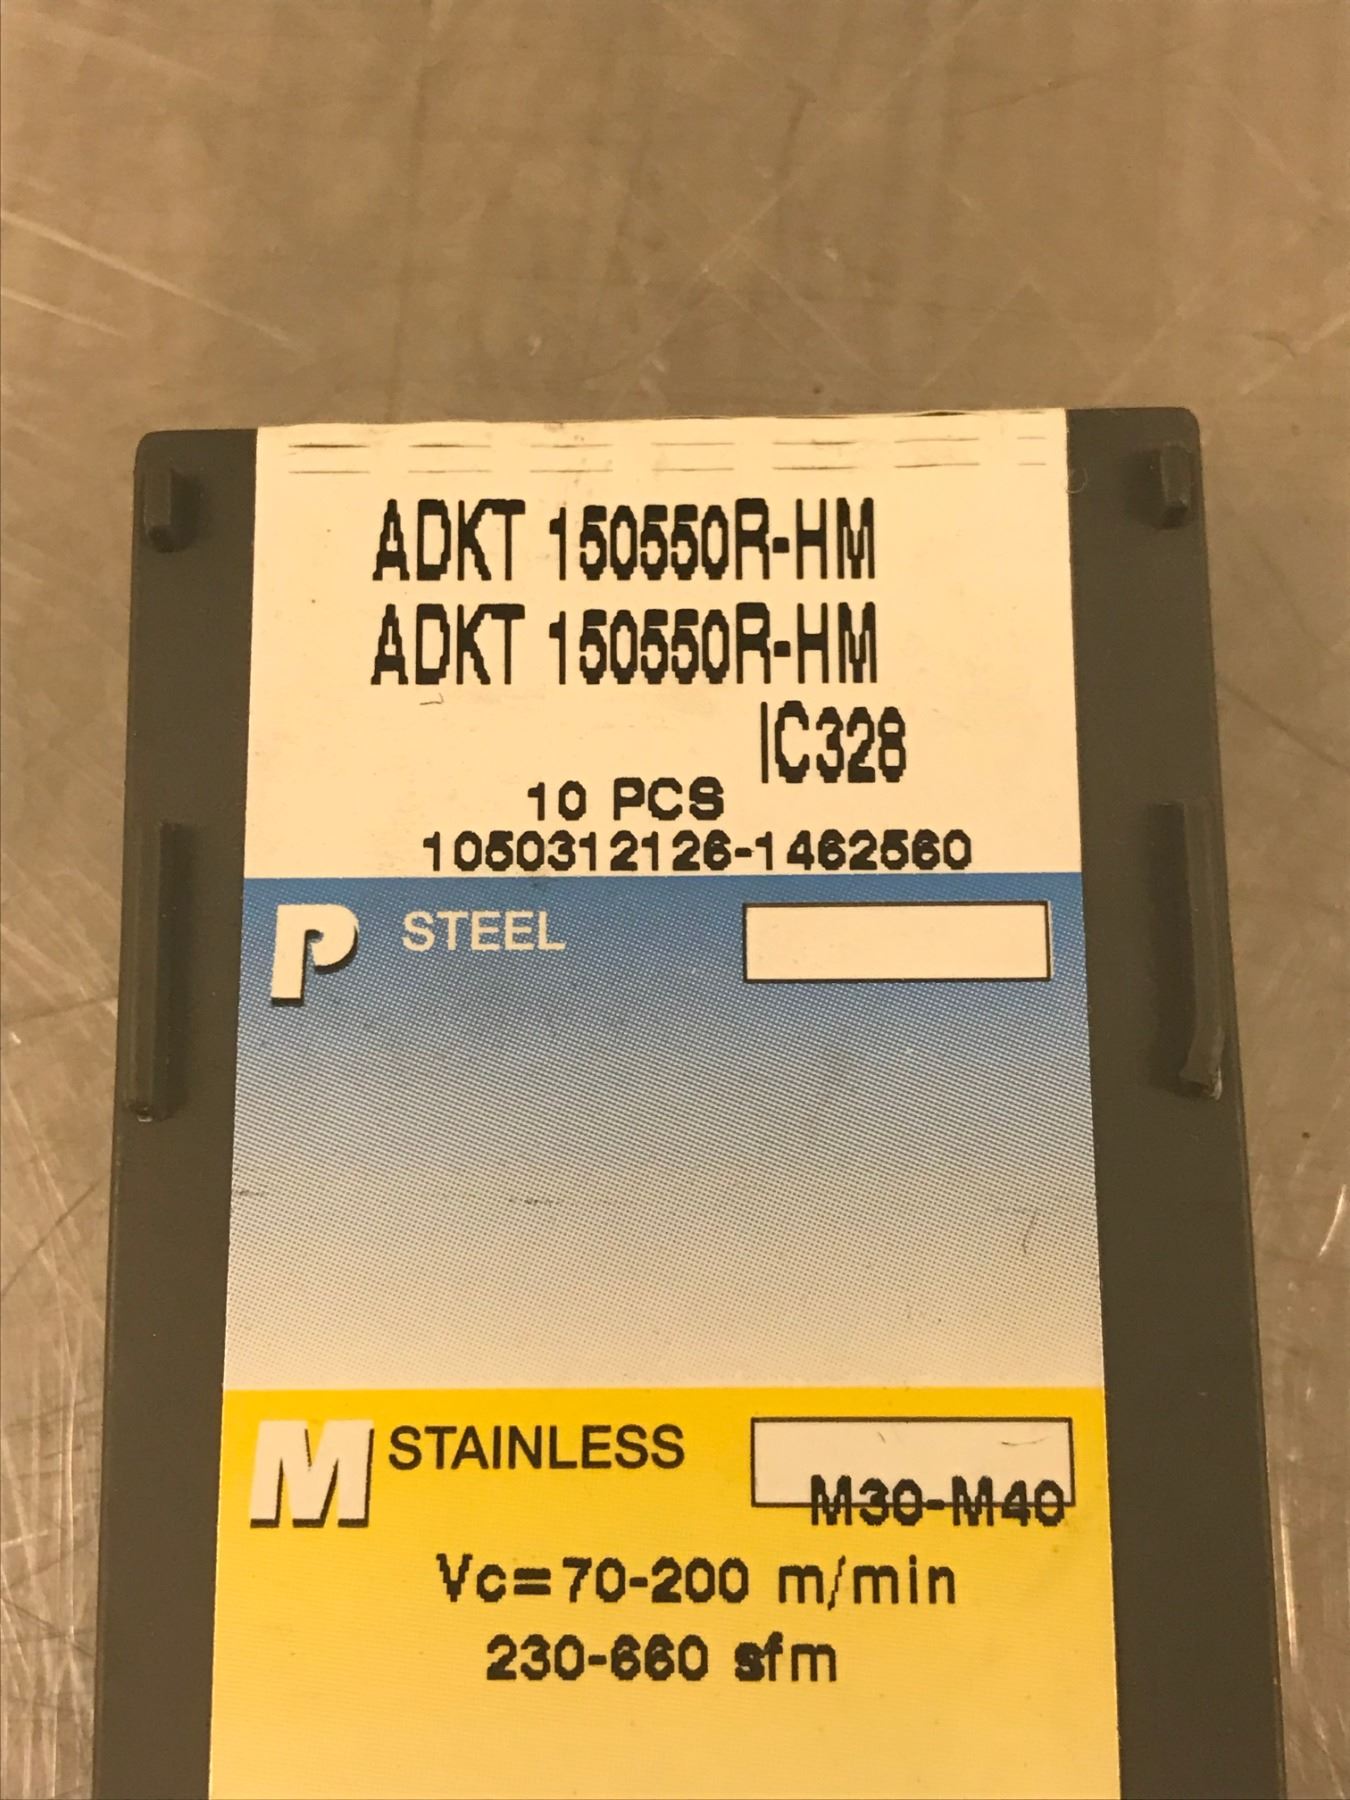 ADKT 150550R-HM
ADKT 150550R-HM
IC328
10 PCS
1050312126-1462560
P STEEL
M STAINLESS
M30-M40
Vc=70-200 m/min
230-660 sfm